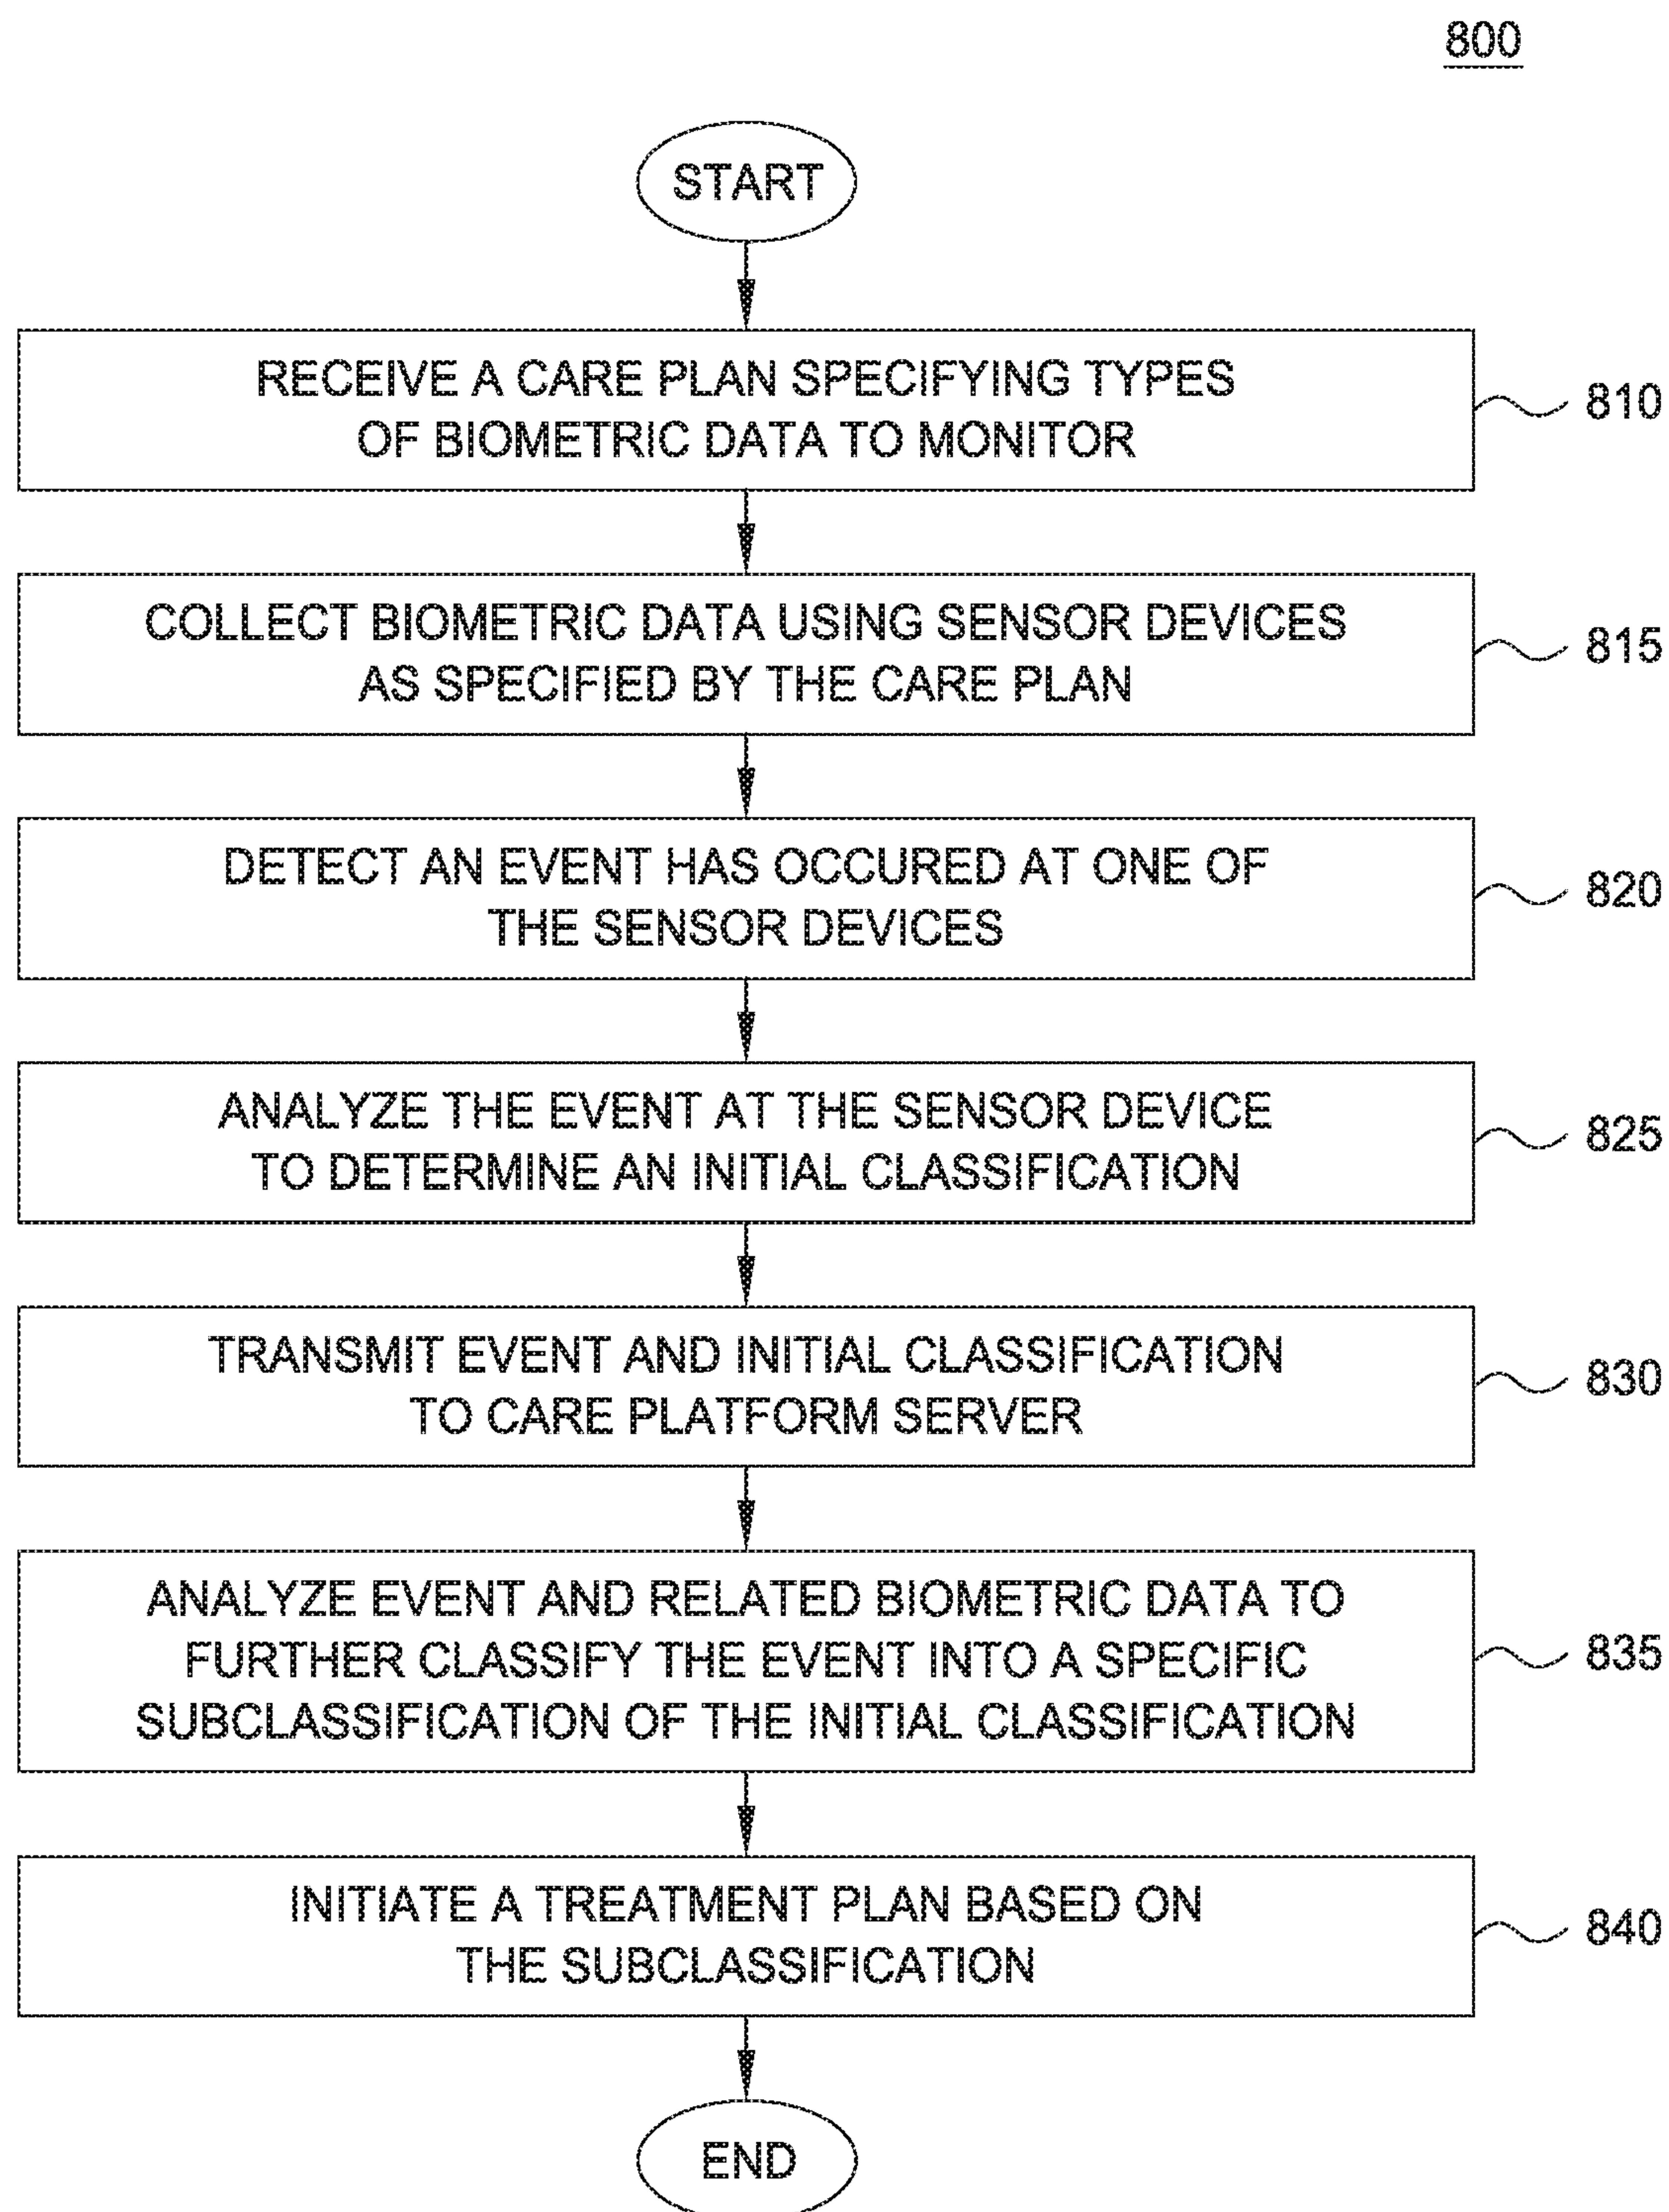 800
START
RECEIVE A CARE PLAN SPECIFYING TYPES
OF BIOMETRIC DATA TO MONITOR
810
COLLECT BIOMETRIC DATA USING SENSOR DEVICES
AS SPECIFIED BY THE CARE PLAN
815
DETECT AN EVENT HAS OCCURED AT ONE OF
THE SENSOR DEVICES
820
ANALYZE THE EVENT AT THE SENSOR DEVICE
TO DETERMINE AN INITIAL CLASSIFICATION
825
TRANSMIT EVENT AND INITIAL CLASSIFICATION
TO CARE PLATFORM SERVER
830
ANALYZE EVENT AND RELATED BIOMETRIC DATA TO
FURTHER CLASSIFY THE EVENT INTO A SPECIFIC
SUBCLASSIFICATION OF THE INITIAL CLASSIFICATION
835
INITIATE A TREATMENT PLAN BASED ON
THE SUBCLASSIFICATION
840
END